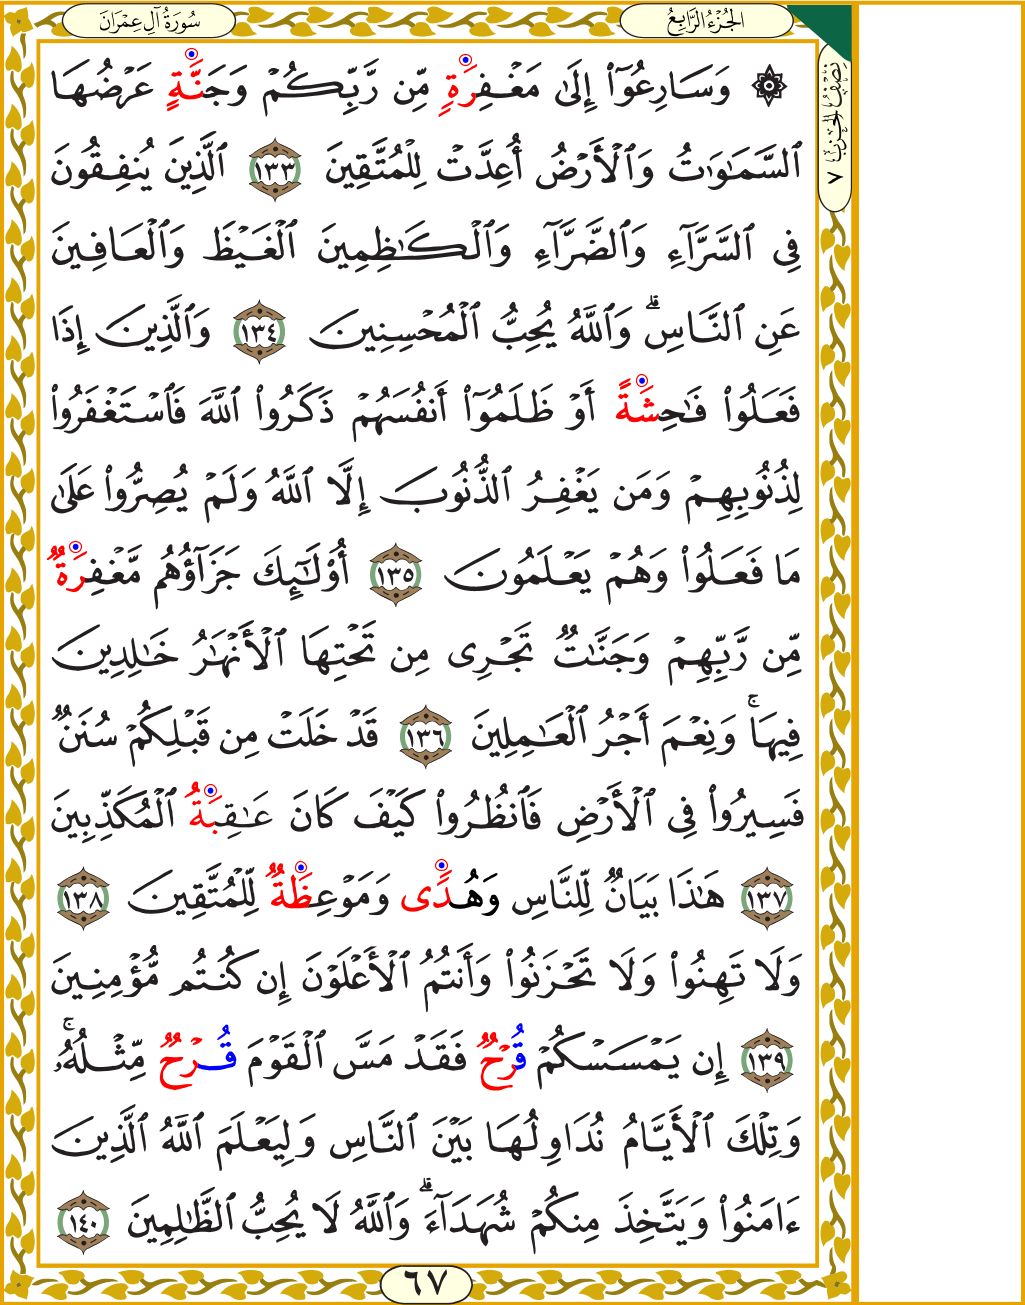 سُورَةُ آلِ عِمْرَانَ
الجُزْءُ الرَّابِعُ
نِصْفُ الحِزْبِ ٧
۞ وَسَارِعُوٓا۟ إِلَىٰ مَغْفِرَةٍۢ مِّن رَّبِّكُمْ وَجَنَّةٍ عَرْضُهَا
ٱلسَّمَـٰوَٰتُ وَٱلْأَرْضُ أُعِدَّتْ لِلْمُتَّقِينَ ١٣٣ ٱلَّذِينَ يُنفِقُونَ
فِى ٱلسَّرَّآءِ وَٱلضَّرَّآءِ وَٱلْكَـٰظِمِينَ ٱلْغَيْظَ وَٱلْعَافِينَ
عَنِ ٱلنَّاسِ ۗ وَٱللَّهُ يُحِبُّ ٱلْمُحْسِنِينَ ١٣٤ وَٱلَّذِينَ إِذَا
فَعَلُوا۟ فَـٰحِشَةً أَوْ ظَلَمُوٓا۟ أَنفُسَهُمْ ذَكَرُوا۟ ٱللَّهَ فَٱسْتَغْفَرُوا۟
لِذُنُوبِهِمْ وَمَن يَغْفِرُ ٱلذُّنُوبَ إِلَّا ٱللَّهُ وَلَمْ يُصِرُّوا۟ عَلَىٰ
مَا فَعَلُوا۟ وَهُمْ يَعْلَمُونَ ١٣٥ أُو۟لَـٰٓئِكَ جَزَآؤُهُم مَّغْفِرَةٌۭ
مِّن رَّبِّهِمْ وَجَنَّـٰتٌۭ تَجْرِى مِن تَحْتِهَا ٱلْأَنْهَـٰرُ خَـٰلِدِينَ
فِيهَا ۚ وَنِعْمَ أَجْرُ ٱلْعَـٰمِلِينَ ١٣٦ قَدْ خَلَتْ مِن قَبْلِكُمْ سُنَنٌۭ
فَسِيرُوا۟ فِى ٱلْأَرْضِ فَٱنظُرُوا۟ كَيْفَ كَانَ عَـٰقِبَةُ ٱلْمُكَذِّبِينَ
١٣٧ هَـٰذَا بَيَانٌۭ لِّلنَّاسِ وَهُدًۭى وَمَوْعِظَةٌۭ لِّلْمُتَّقِينَ ١٣٨
وَلَا تَهِنُوا۟ وَلَا تَحْزَنُوا۟ وَأَنتُمُ ٱلْأَعْلَوْنَ إِن كُنتُم مُّؤْمِنِينَ
١٣٩ إِن يَمْسَسْكُمْ قَُرْحٌۭ فَقَدْ مَسَّ ٱلْقَوْمَ قُرْحٌۭ مِّثْلُهُۥ ۚ
وَتِلْكَ ٱلْأَيَّامُ نُدَاوِلُهَا بَيْنَ ٱلنَّاسِ وَلِيَعْلَمَ ٱللَّهُ ٱلَّذِينَ
ءَامَنُوا۟ وَيَتَّخِذَ مِنكُمْ شُهَدَآءَ ۗ وَٱللَّهُ لَا يُحِبُّ ٱلظَّـٰلِمِينَ ١٤٠
٦٧